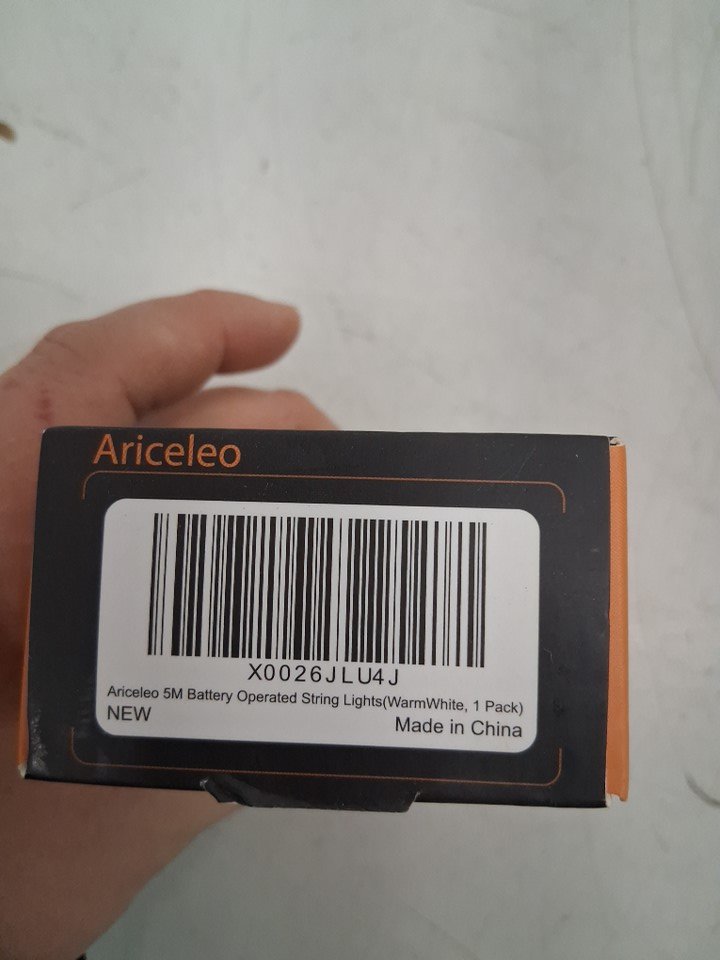 Ariceleo
X0026JLU4J
Ariceleo 5M Battery Operated String Lights(WarmWhite, 1 Pack)
NEW
Made in China